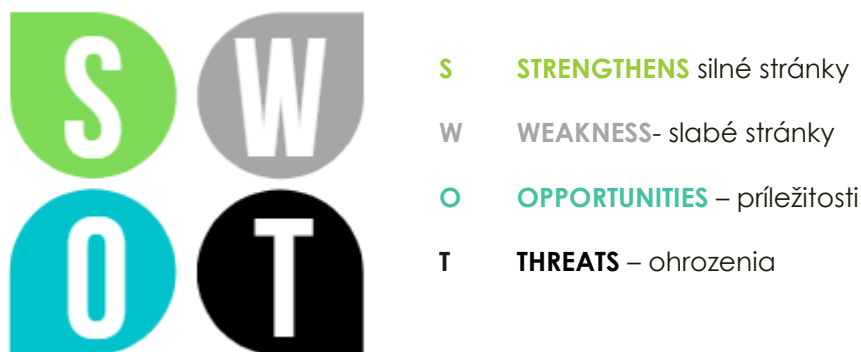 S W
O T
S STRENGTHENS silné stránky
W WEAKNESS- slabé stránky
O OPPORTUNITIES – príležitosti
T THREATS – ohrozenia